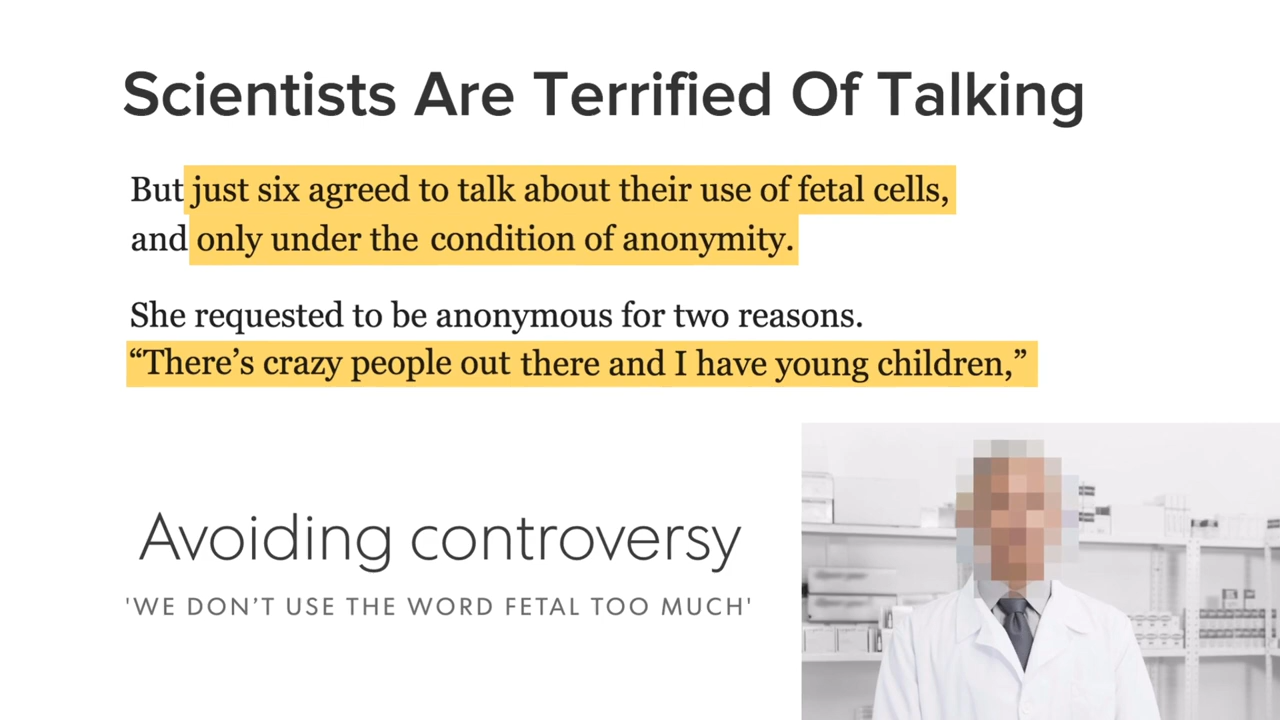 Scientists Are Terrified Of Talking
But just six agreed to talk about their use of fetal cells,
and only under the condition of anonymity.
She requested to be anonymous for two reasons.
“There’s crazy people out there and I have young children,”
Avoiding controversy
'WE DON’T USE THE WORD FETAL TOO MUCH'